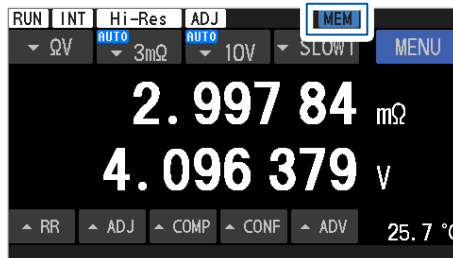 RUN INT Hi-Res ADJ MEM
ΩV AUTO 3mΩ AUTO 10V SLOW1 MENU
2.997 84 mΩ
4.096 379 V
RR ADJ COMP CONF ADV 25.7 °C